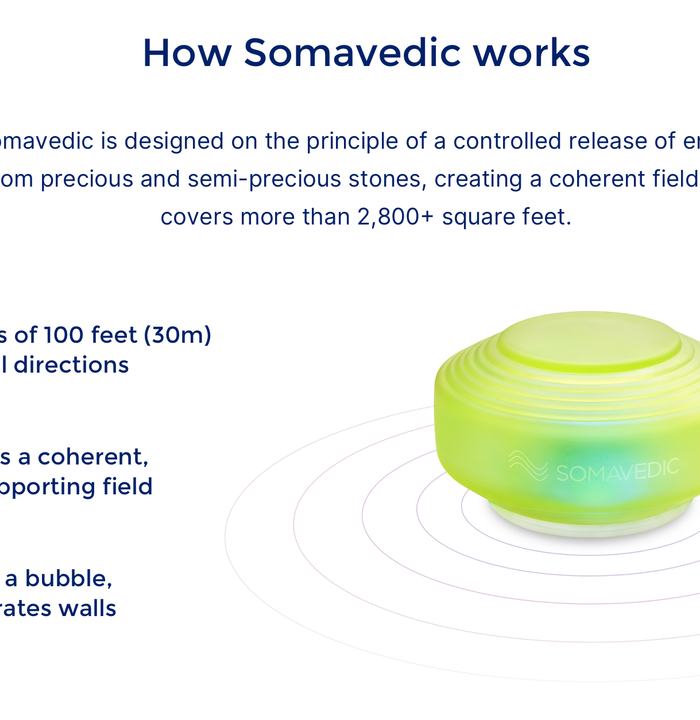 How Somavedic works
omavedic is designed on the principle of a controlled release of en
om precious and semi-precious stones, creating a coherent field
covers more than 2,800+ square feet.
s of 100 feet (30m)
l directions
s a coherent,
pporting field
a bubble,
rates walls
SOMAVEDIC